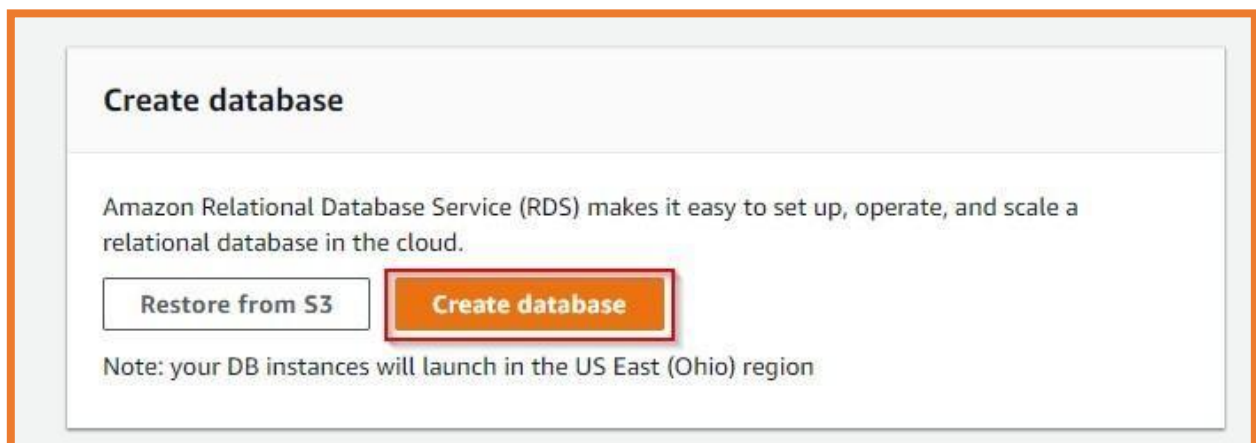 Create database
Amazon Relational Database Service (RDS) makes it easy to set up, operate, and scale a
relational database in the cloud.
Restore from S3
Create database
Note: your DB instances will launch in the US East (Ohio) region